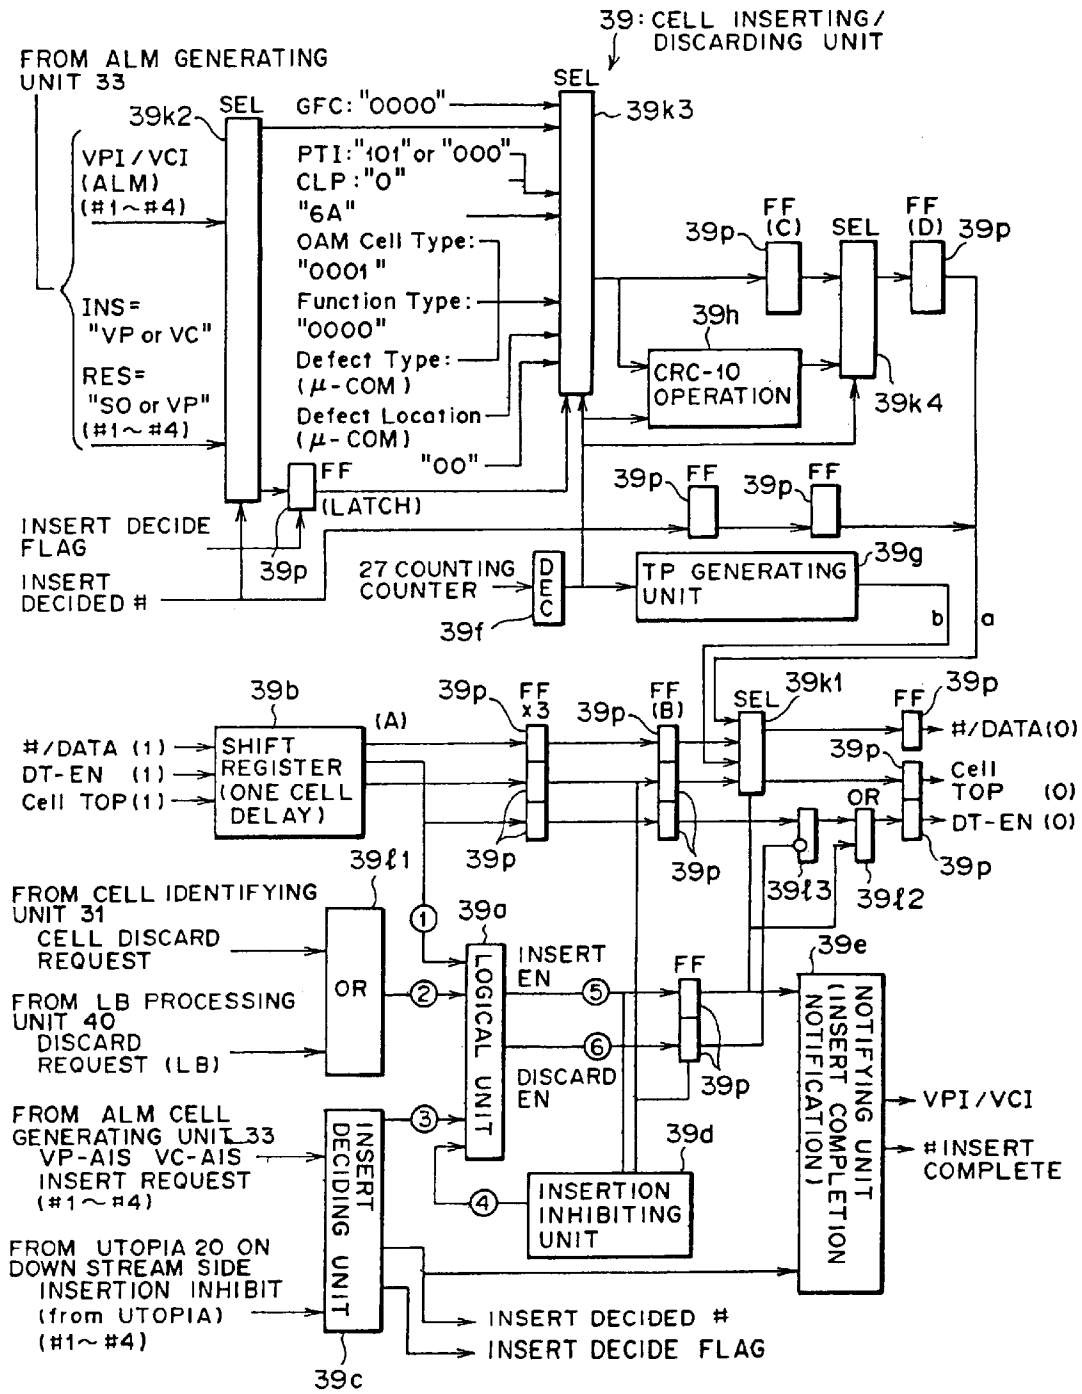 39: CELL INSERTING/
DISCARDING UNIT
FROM ALM GENERATING
UNIT 33
SEL
39k2
GFC: "0000"
SEL
39k3
VPI/VCI
(ALM)
(#1~#4)
PTI: "101" or "000"
CLP: "0"
"6A"
OAM Cell Type:
"0001"
Function Type:
"0000"
Defect Type:
(μ-COM)
Defect Location
(μ-COM)
"00"
INS=
"VP or VC"
RES=
"SO or VP"
(#1~#4)
FF
(C)
39p
SEL
FF
(D)
39p
39h
CRC-10
OPERATION
39k4
FF
(LATCH)
39p
39p
FF
39p
FF
INSERT DECIDE
FLAG
INSERT
DECIDED #
27 COUNTING
COUNTER
DEC
39f
TP GENERATING
UNIT
39g
b
a
39b
(A)
39p
FF
x3
39p
FF
(B)
SEL
39k1
FF
39p
#/DATA (1)
DT-EN (1)
Cell TOP(1)
SHIFT
REGISTER
(ONE CELL
DELAY)
#/DATA(0)
39p
Cell
TOP (0)
OR
DT-EN (0)
39p
39p
39ℓ3
39ℓ2
39p
39ℓ1
FROM CELL IDENTIFYING
UNIT 31
CELL DISCARD
REQUEST
FROM LB PROCESSING
UNIT 40
DISCARD
REQUEST (LB)
OR
①
②
39a
LOGICAL UNIT
INSERT
EN
⑤
FF
39e
⑥
DISCARD
EN
39p
NOTIFYING UNIT
(INSERT COMPLETION
NOTIFICATION)
VPI/VCI
#INSERT
COMPLETE
FROM ALM CELL
GENERATING UNIT 33
VP-AIS VC-AIS
INSERT REQUEST
(#1~#4)
③
④
INSERT
DECIDING UNIT
39d
INSERTION
INHIBITING
UNIT
FROM UTOPIA 20 ON
DOWN STREAM SIDE
INSERTION INHIBIT
(from UTOPIA)
(#1~#4)
39c
INSERT DECIDED #
INSERT DECIDE FLAG